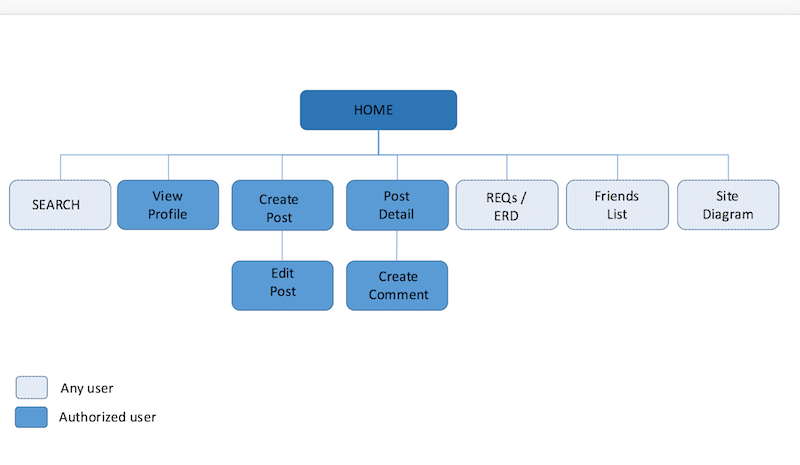 HOME
SEARCH
View
Profile
Create
Post
Post
Detail
REQs /
ERD
Friends
List
Site
Diagram
Edit
Post
Create
Comment
Any user
Authorized user